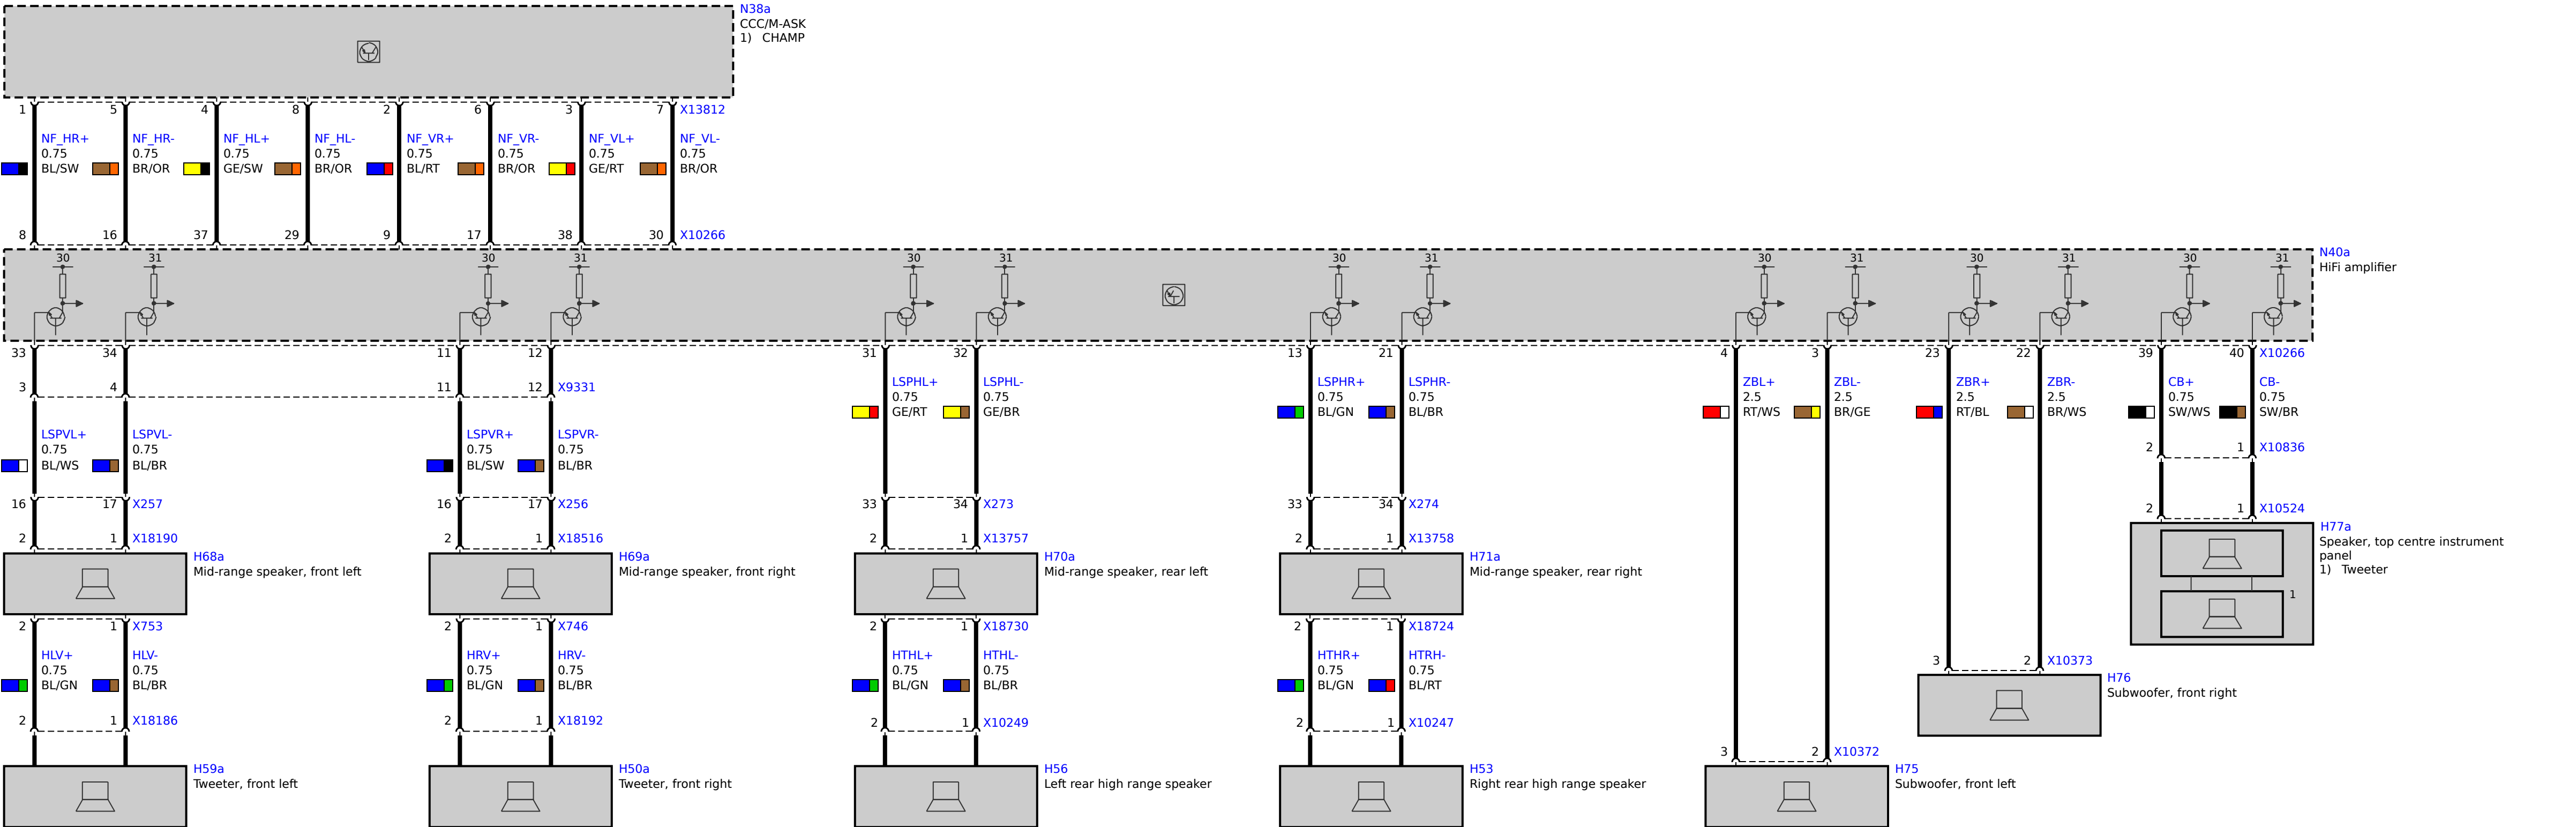 N38a
CCC/M-ASK
1) CHAMP
1 5 4 8 2 6 3 7 X13812
NF_HR+ NF_HR- NF_HL+ NF_HL- NF_VR+ NF_VR- NF_VL+ NF_VL-
0.75 0.75 0.75 0.75 0.75 0.75 0.75 0.75
BL/SW BR/OR GE/SW BR/OR BL/RT BR/OR GE/RT BR/OR
8 16 37 29 9 17 38 30 X10266
N40a
HiFi amplifier
30 31 30 31 30 31 30 31 30 31 30 31 30 31
33 34 11 12 31 32 13 21 4 3 23 22 39 40 X10266
3 4 11 12 X9331
LSPHL+ LSPHL- LSPHR+ LSPHR- ZBL+ ZBL- ZBR+ ZBR- CB+ CB-
0.75 0.75 0.75 0.75 2.5 2.5 2.5 2.5 0.75 0.75
GE/RT GE/BR BL/GN BL/BR RT/WS BR/GE RT/BL BR/WS SW/WS SW/BR
LSPVL+ LSPVL- LSPVR+ LSPVR-
0.75 0.75 0.75 0.75
BL/WS BL/BR BL/SW BL/BR
2 1 X10836
16 17 X257 16 17 X256 33 34 X273 33 34 X274
2 1 X10524
2 1 X18190 2 1 X18516 2 1 X13757 2 1 X13758
H68a
Mid-range speaker, front left
H69a
Mid-range speaker, front right
H70a
Mid-range speaker, rear left
H71a
Mid-range speaker, rear right
H77a
Speaker, top centre instrument
panel
1) Tweeter
1
2 1 X753 2 1 X746 2 1 X18730 2 1 X18724
HLV+ HLV- HRV+ HRV- HTHL+ HTHL- HTHR+ HTRH-
0.75 0.75 0.75 0.75 0.75 0.75 0.75 0.75
BL/GN BL/BR BL/GN BL/BR BL/GN BL/BR BL/GN BL/RT
3 2 X10373
H76
Subwoofer, front right
2 1 X18186 2 1 X18192 2 1 X10249 2 1 X10247
3 2 X10372
H59a
Tweeter, front left
H50a
Tweeter, front right
H56
Left rear high range speaker
H53
Right rear high range speaker
H75
Subwoofer, front left